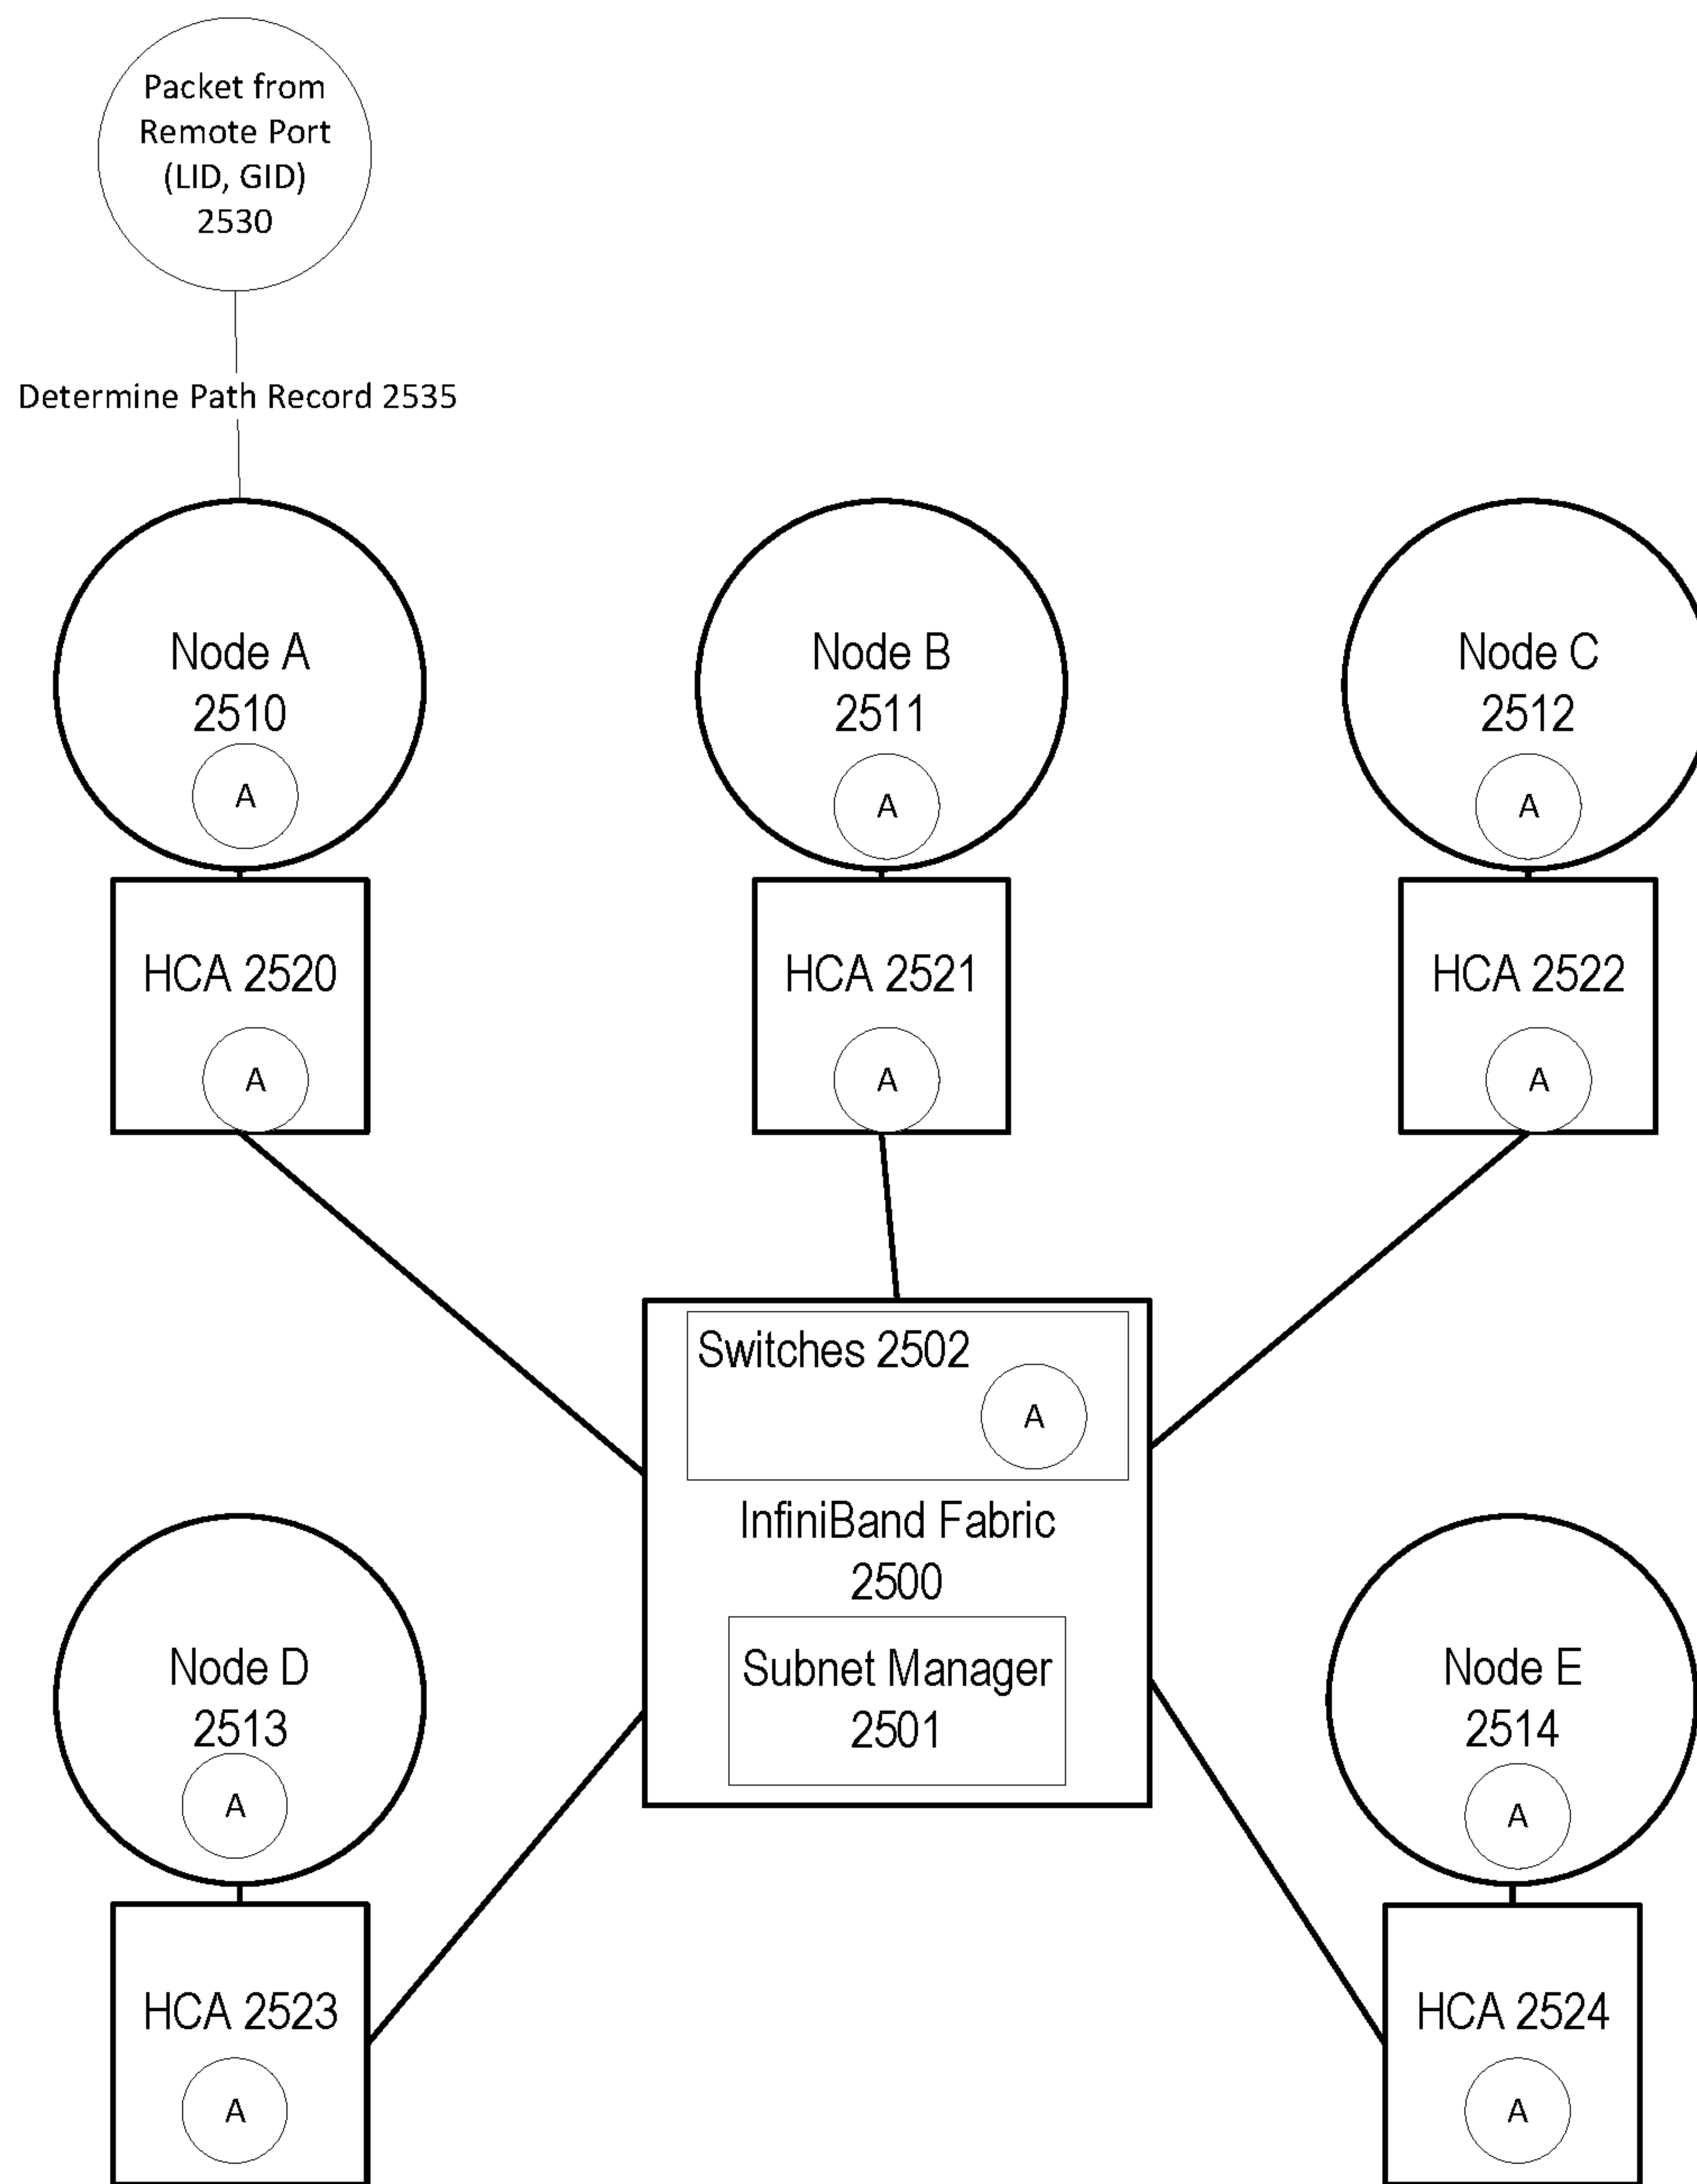 Packet from
Remote Port
(LID, GID)
2530
Determine Path Record 2535
Node A
2510
A
Node B
2511
A
Node C
2512
A
HCA 2520
A
HCA 2521
A
HCA 2522
A
Switches 2502
A
InfiniBand Fabric
2500
Subnet Manager
2501
Node D
2513
A
Node E
2514
A
HCA 2523
A
HCA 2524
A